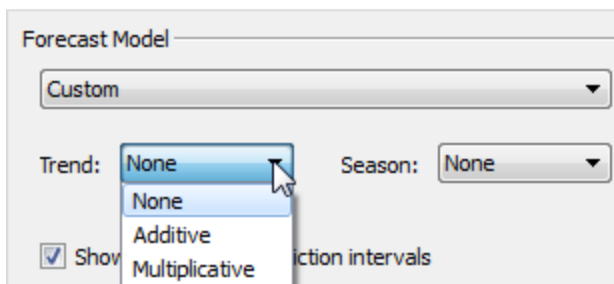 Forecast Model
Custom
Trend: None Season: None
None
Additive
Show iction intervals
Multiplicative